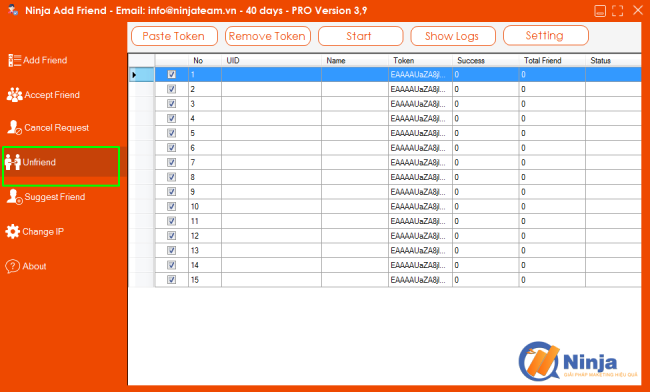 Ninja Add Friend - Email: info@ninjateam.vn - 40 days - PRO Version 3,9
Paste Token Remove Token Start Show Logs Setting
Add Friend
Accept Friend
Cancel Request
Unfriend
Suggest Friend
Change IP
About
No UID Name Token Success Total Friend Status
1 EAAAAUaZA8jl... 0 0
2 EAAAAUaZA8jl... 0 0
3 EAAAAUaZA8jl... 0 0
4 EAAAAUaZA8jl... 0 0
5 EAAAAUaZA8jl... 0 0
6 EAAAAUaZA8jl... 0 0
7 EAAAAUaZA8jl... 0 0
8 EAAAAUaZA8jl... 0 0
9 EAAAAUaZA8jl... 0 0
10 EAAAAUaZA8jl... 0 0
11 EAAAAUaZA8jl... 0 0
12 EAAAAUaZA8jl... 0 0
13 EAAAAUaZA8jl... 0 0
14 EAAAAUaZA8jl... 0 0
15 EAAAAUaZA8jl... 0 0
Ninja
GIẢI PHÁP MARKETING HIỆU QUẢ